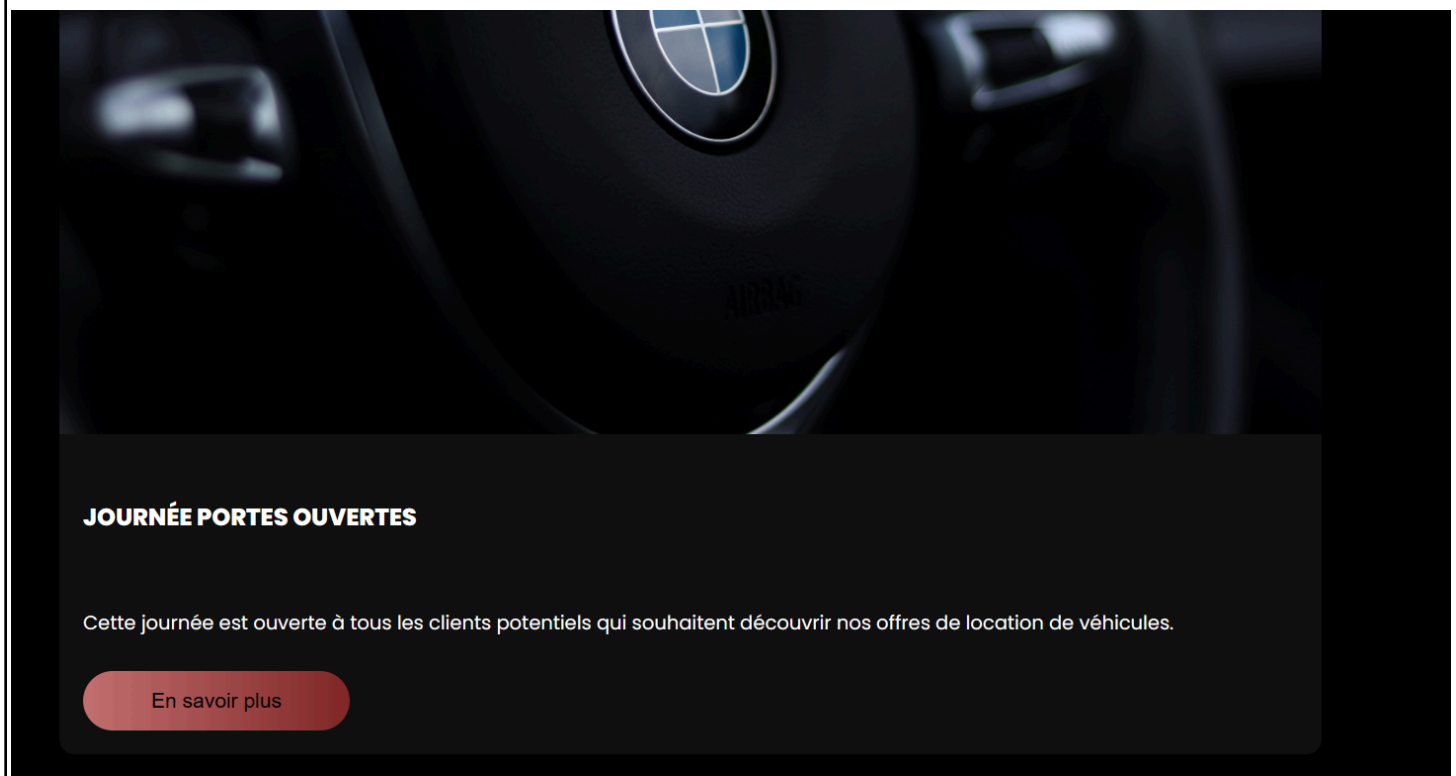 AIRBAG
JOURNÉE PORTES OUVERTES
Cette journée est ouverte à tous les clients potentiels qui souhaitent découvrir nos offres de location de véhicules.
En savoir plus